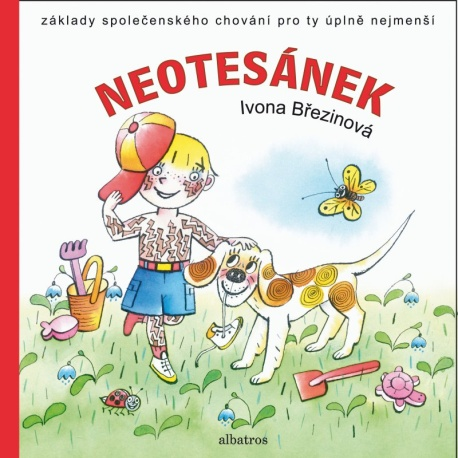 základy společenského chování pro ty úplně nejmenší
NEOTESÁNEK
Ivona Březinová
albatros